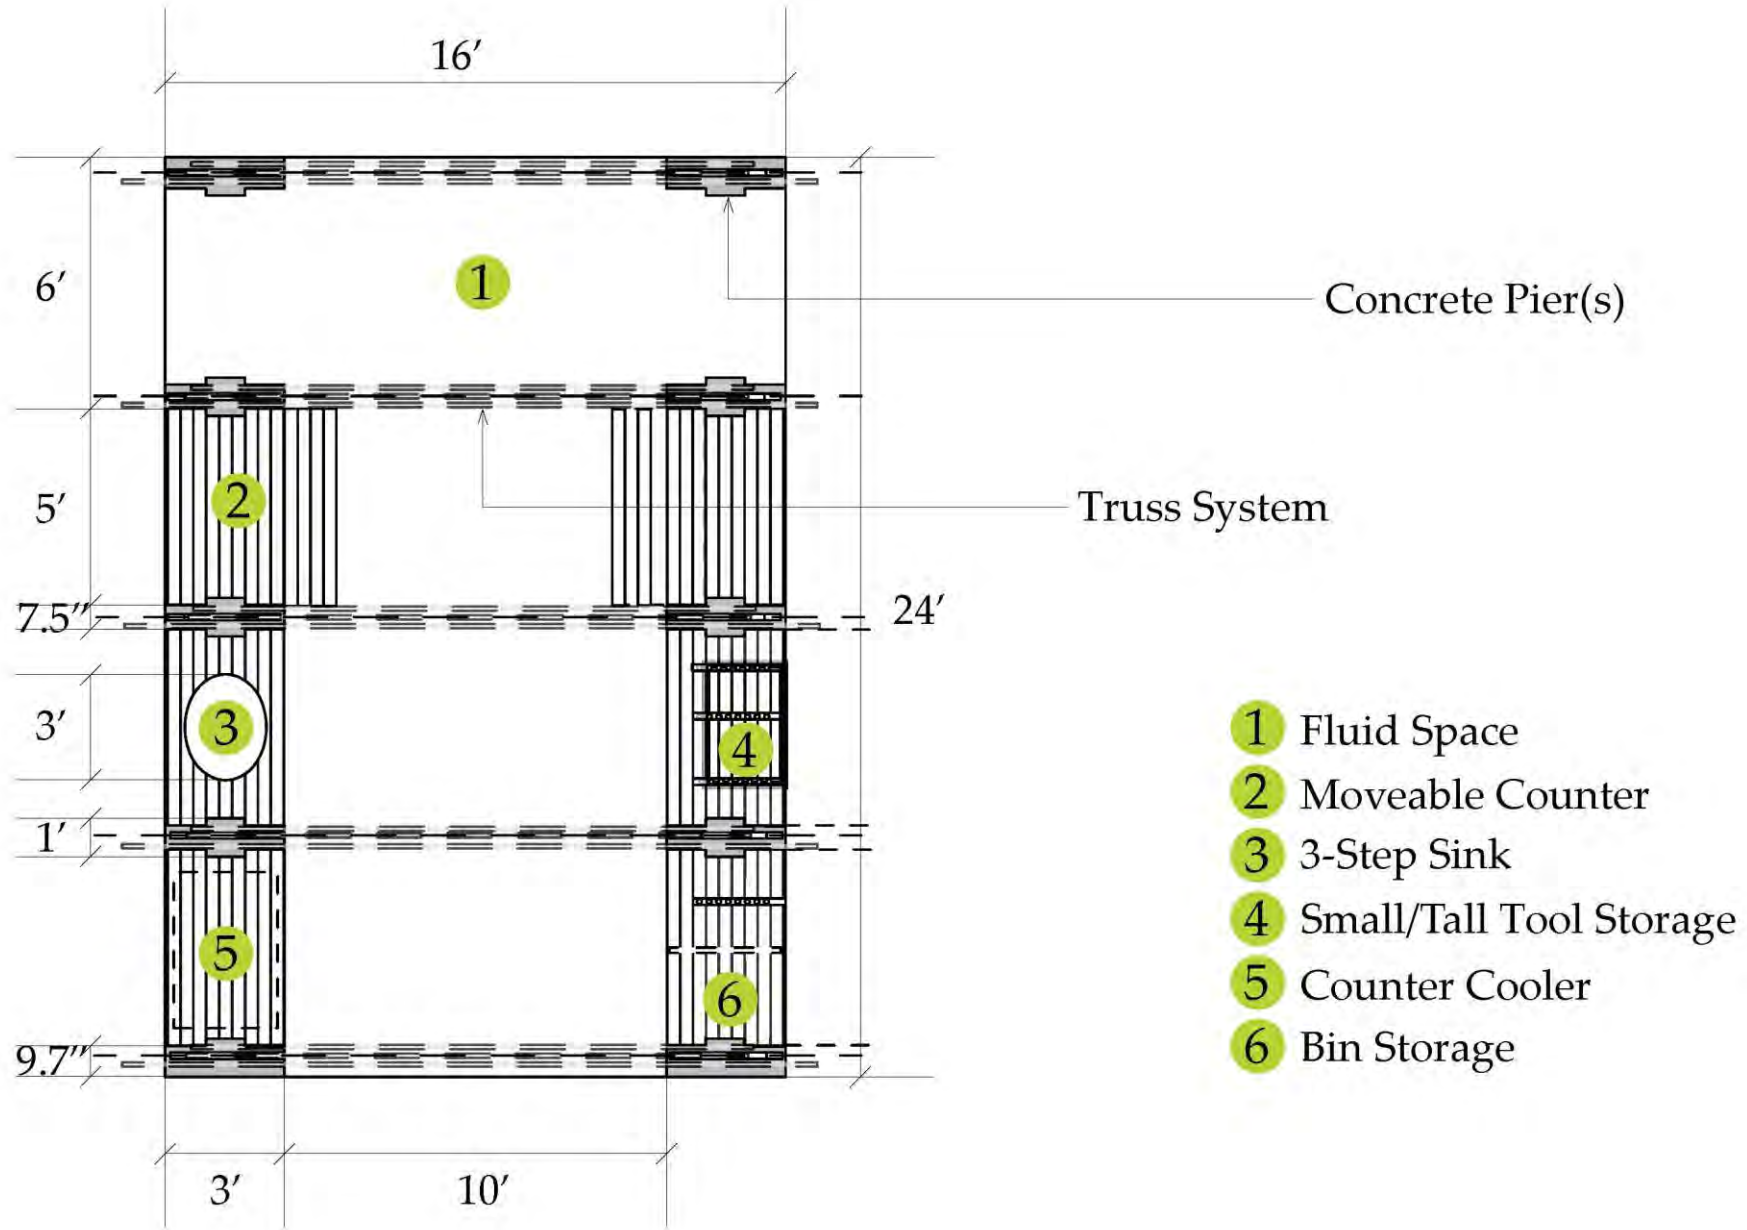 16′
6′
1
Concrete Pier(s)
5′
2
Truss System
7.5″
24′
3′
3
4
1′
5
6
9.7″
3′
10′
1 Fluid Space
2 Moveable Counter
3 3-Step Sink
4 Small/Tall Tool Storage
5 Counter Cooler
6 Bin Storage